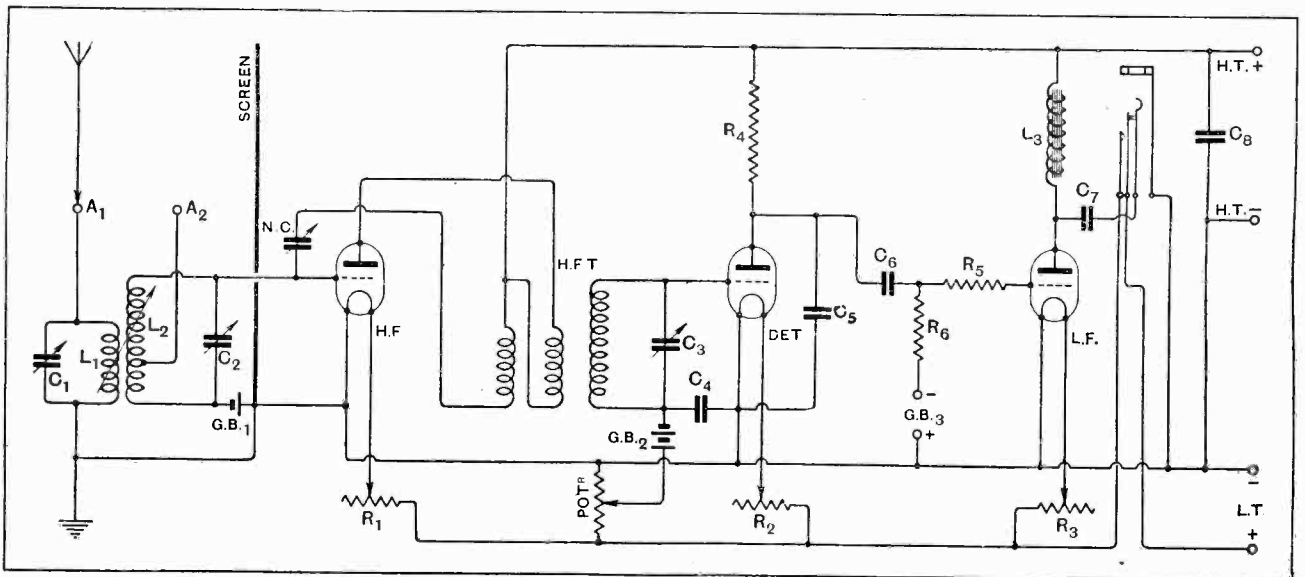 SCREEN
H.T.+
R₄
L₃
C₈
A₁
A₂
C₇
H.T.-
N.C.
H.F.T
C₆
R₅
L₂
C₅
R₆
L₁
C₂
H.F
C₃
DET
L.F.
C₁
C₄
-
G.B.₁
G.B.₂
G.B.₃
+
-
POTᴿ
R₁
R₂
R₃
L.T.
+